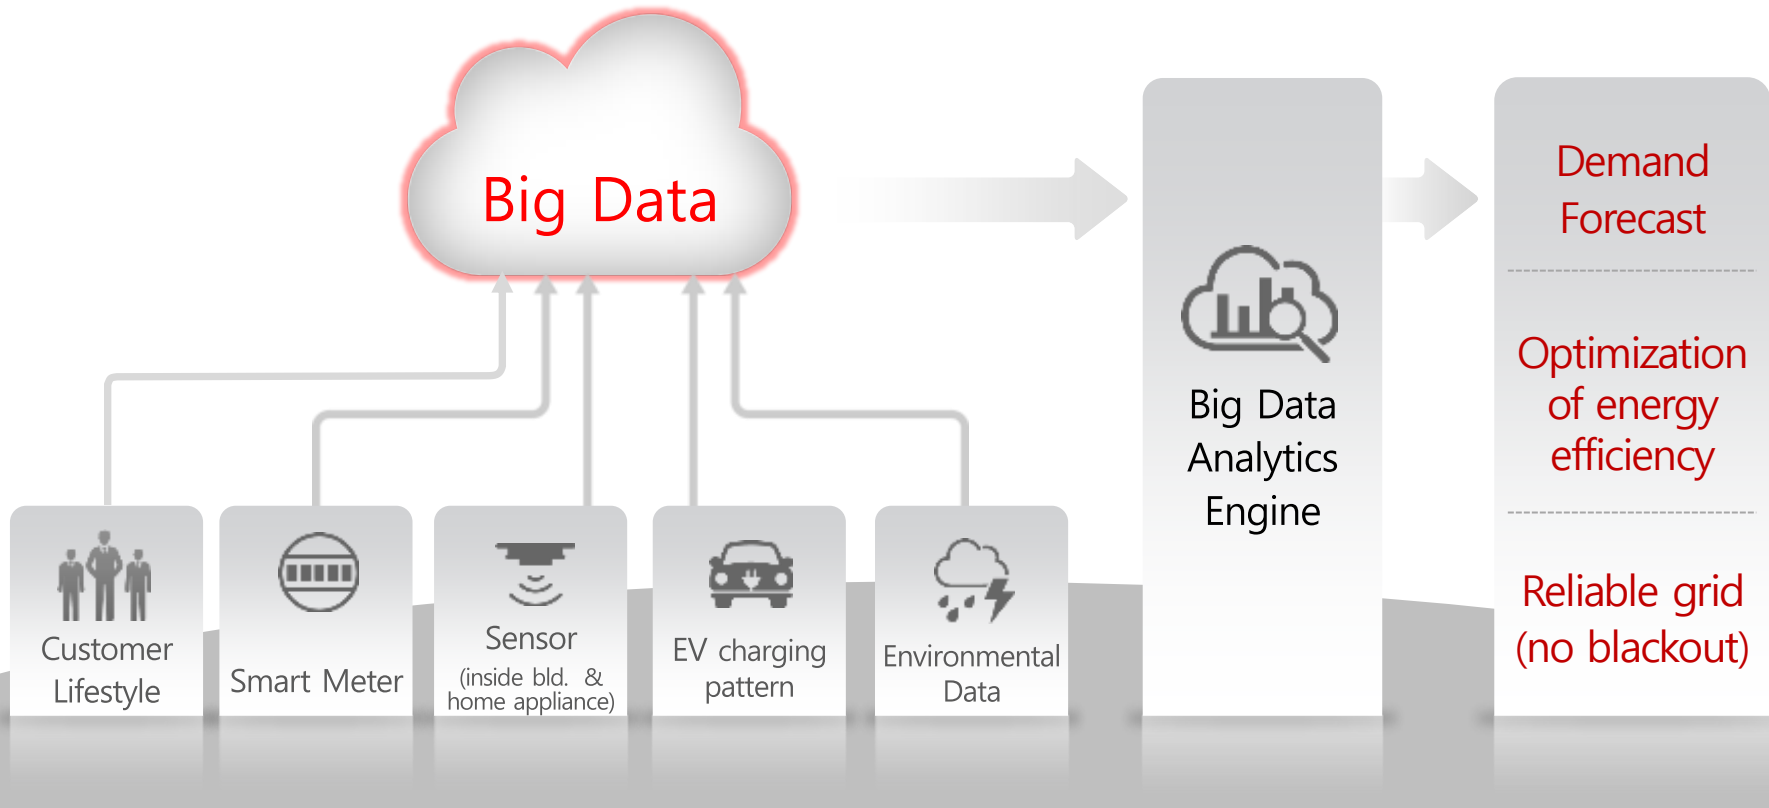 Big Data
Customer
Lifestyle
Smart Meter
Sensor
(inside bld. &
home appliance)
EV charging
pattern
Environmental
Data
Big Data
Analytics
Engine
Demand
Forecast
Optimization
of energy
efficiency
Reliable grid
(no blackout)